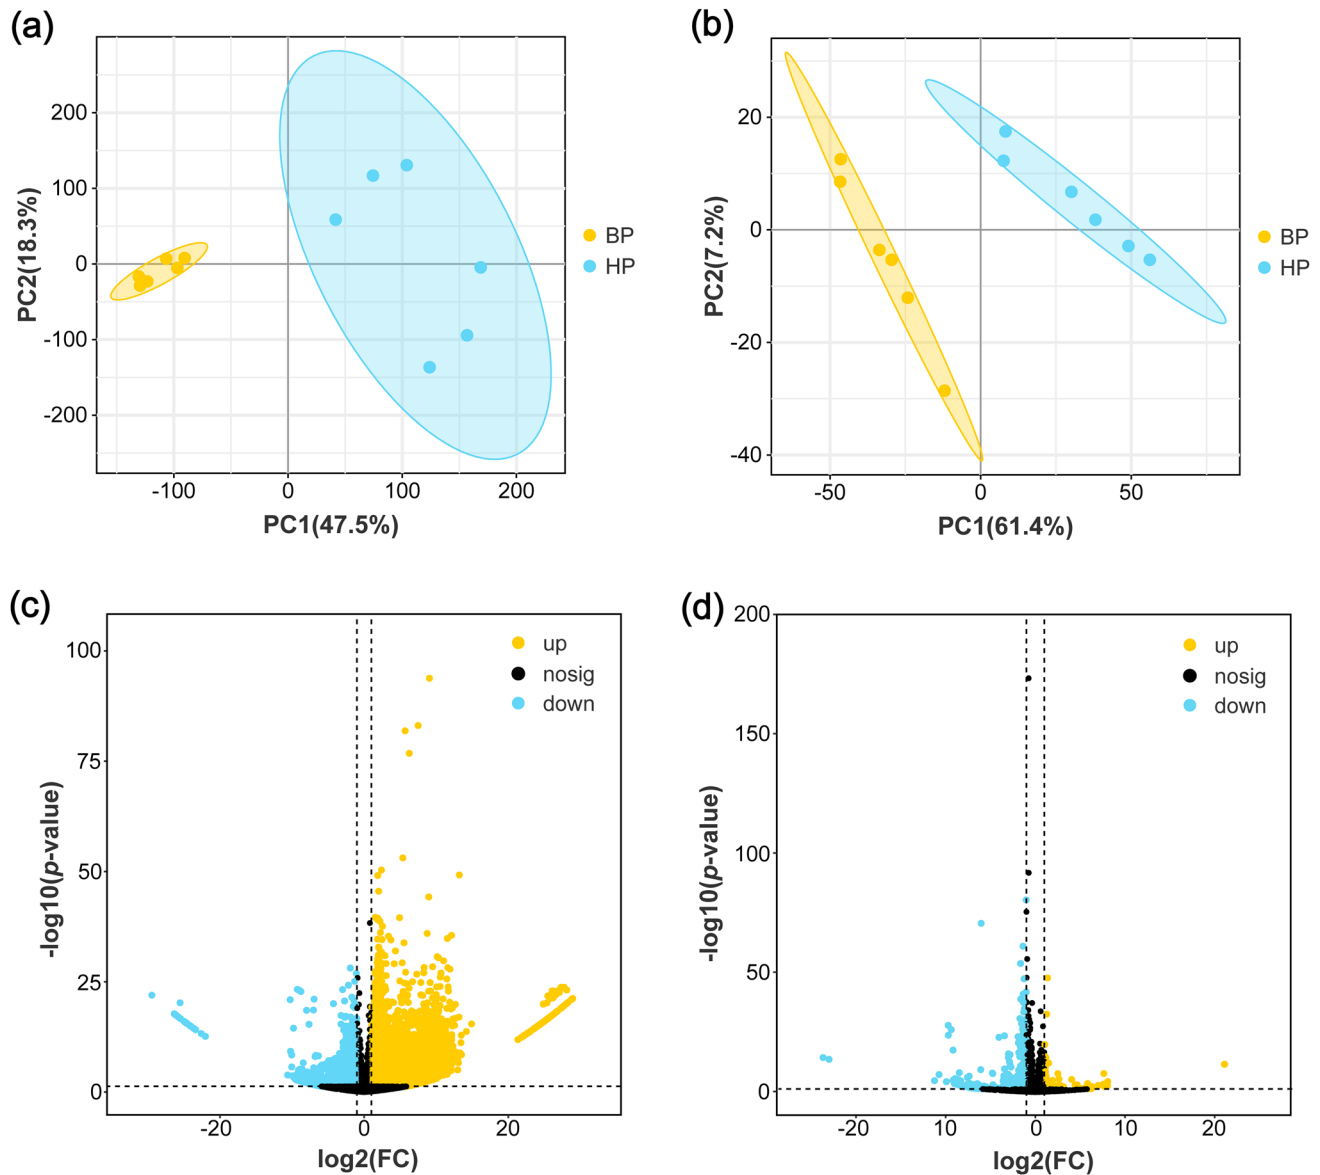 (a)
200
100
0
-100
-200
PC2(18.3%)
-100 0 100 200
PC1(47.5%)
BP
HP
(b)
20
0
-20
-40
PC2(7.2%)
-50 0 50
PC1(61.4%)
BP
HP
(c)
100
75
50
25
0
-log10(p-value)
-20 0 20
log2(FC)
up
nosig
down
(d)
200
150
100
50
0
-log10(p-value)
-20 10 0 10 20
log2(FC)
up
nosig
down